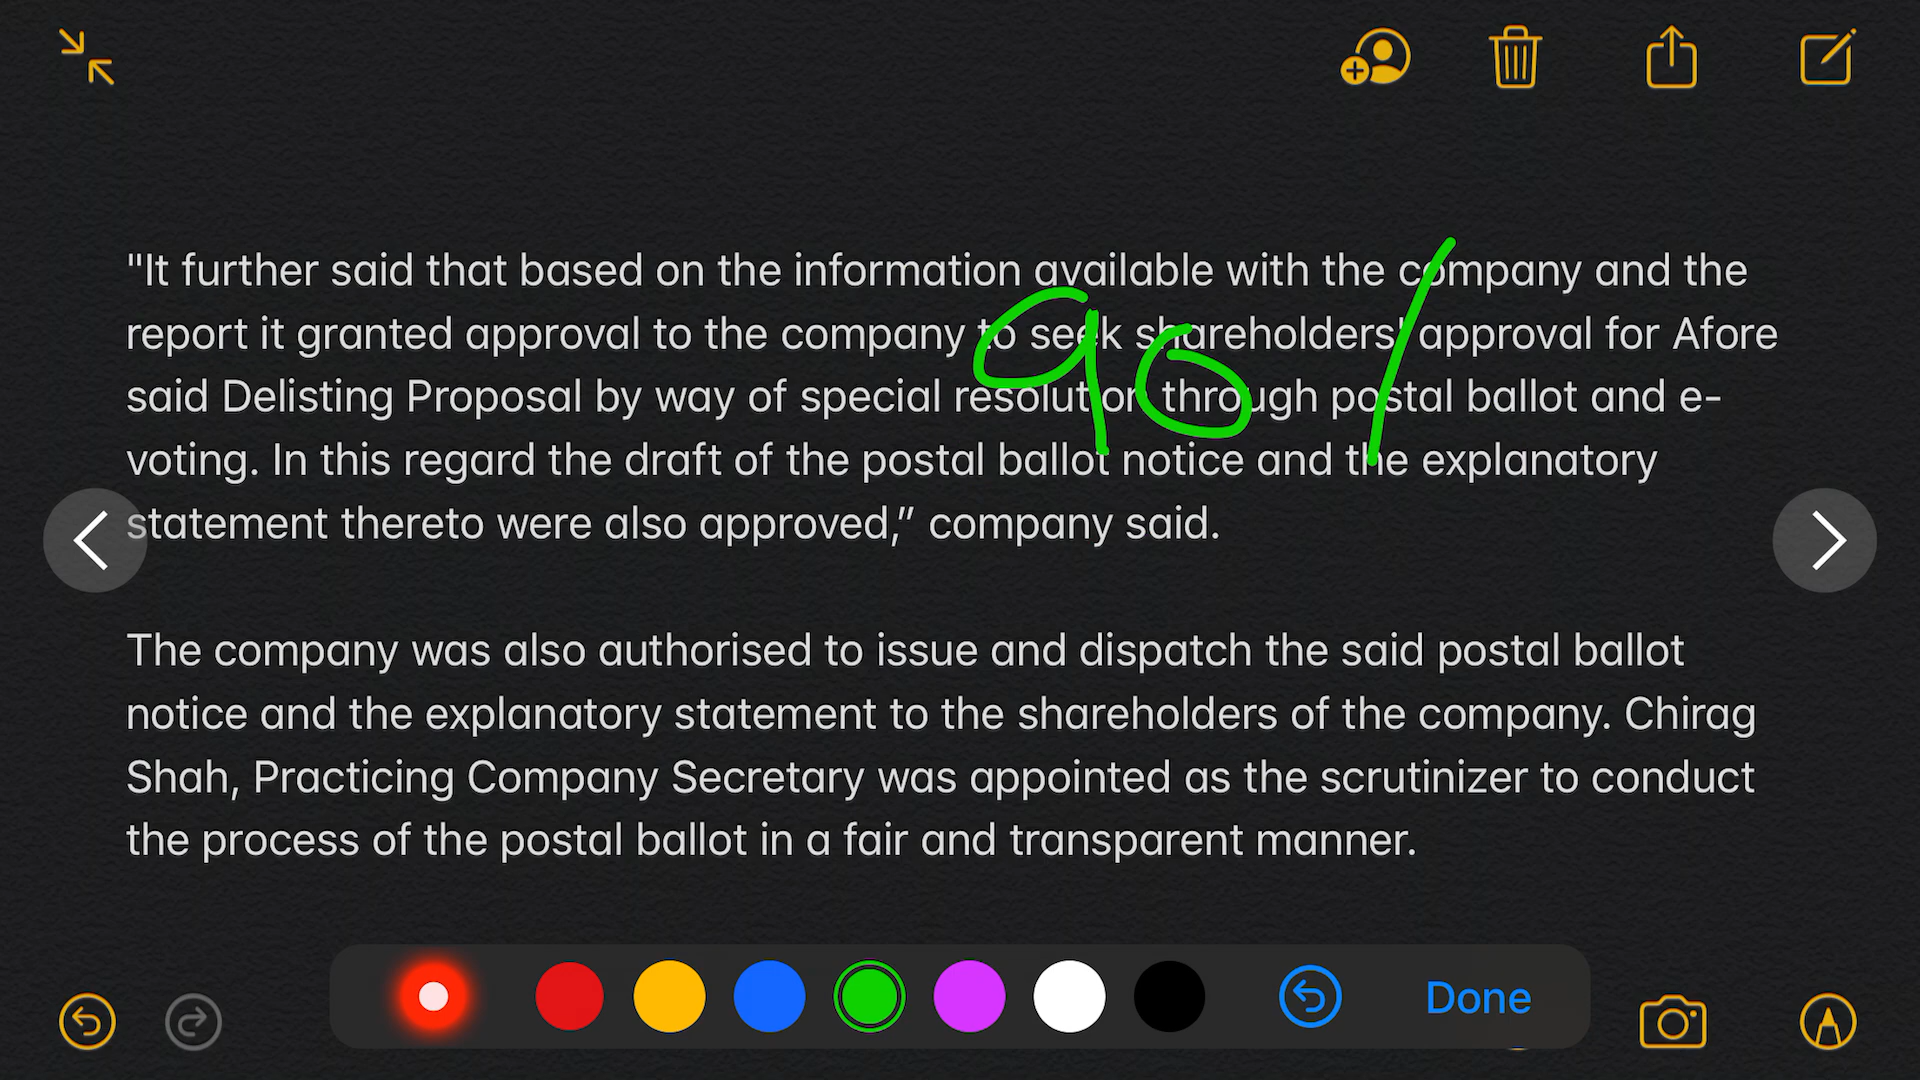 "It further said that based on the information available with the company and the
report it granted approval to the company to seek shareholders' approval for Afore
said Delisting Proposal by way of special resolution through postal ballot and e-
voting. In this regard the draft of the postal ballot notice and the explanatory
statement thereto were also approved,” company said.
90/
The company was also authorised to issue and dispatch the said postal ballot
notice and the explanatory statement to the shareholders of the company. Chirag
Shah, Practicing Company Secretary was appointed as the scrutinizer to conduct
the process of the postal ballot in a fair and transparent manner.
Done